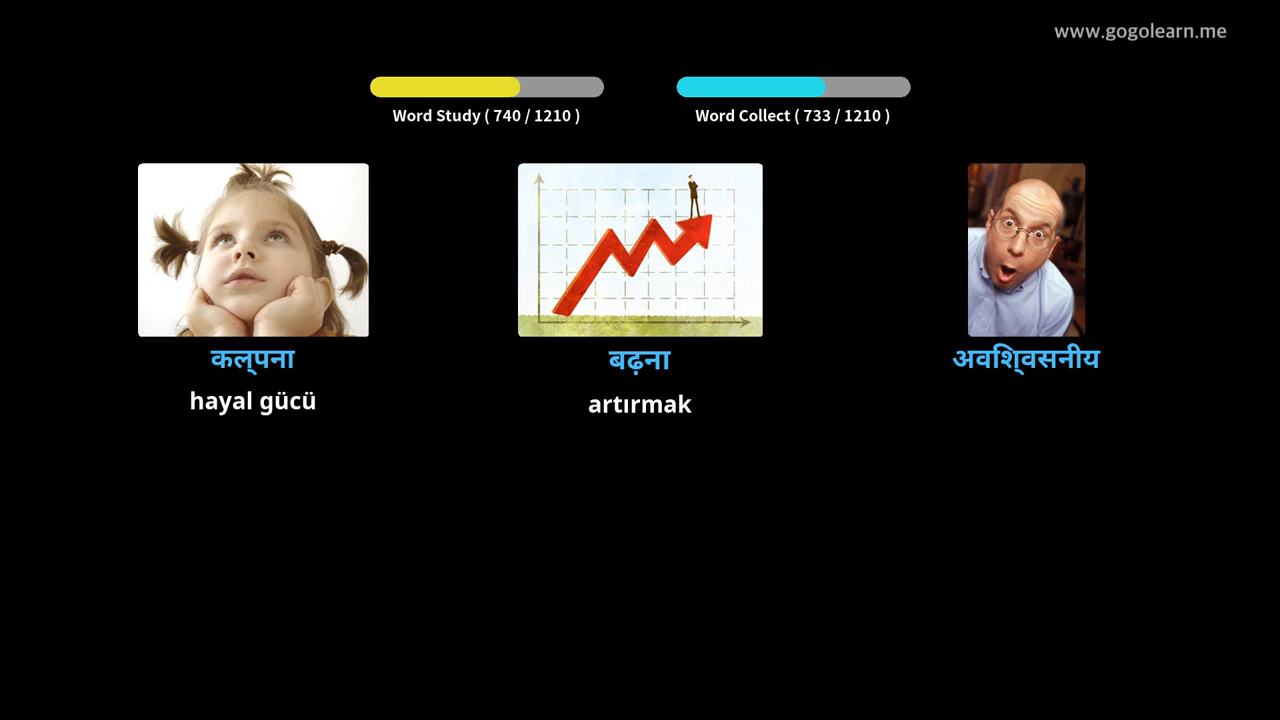 www.gogolearn.me
Word Study ( 740 / 1210 )
Word Collect ( 733 / 1210 )
कल्पना
बढ़ना
अविश्वसनीय
hayal gücü
artırmak